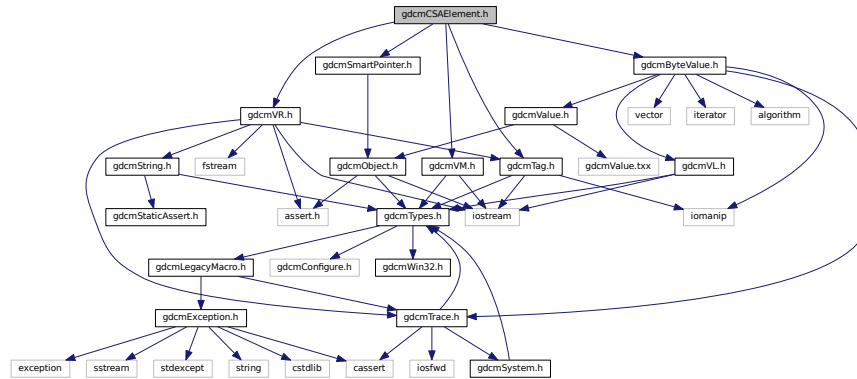 gdcmCSAElement.h
gdcmSmartPointer.h
gdcmByteValue.h
gdcmVR.h
gdcmValue.h
vector
iterator
algorithm
gdcmString.h
fstream
gdcmObject.h
gdcmVM.h
gdcmTag.h
gdcmValue.txx
gdcmVL.h
gdcmStaticAssert.h
assert.h
gdcmTypes.h
iostream
iomanip
gdcmLegacyMacro.h
gdcmConfigure.h
gdcmWin32.h
gdcmException.h
gdcmTrace.h
exception
sstream
stdexcept
string
cstdlib
cassert
iosfwd
gdcmSystem.h